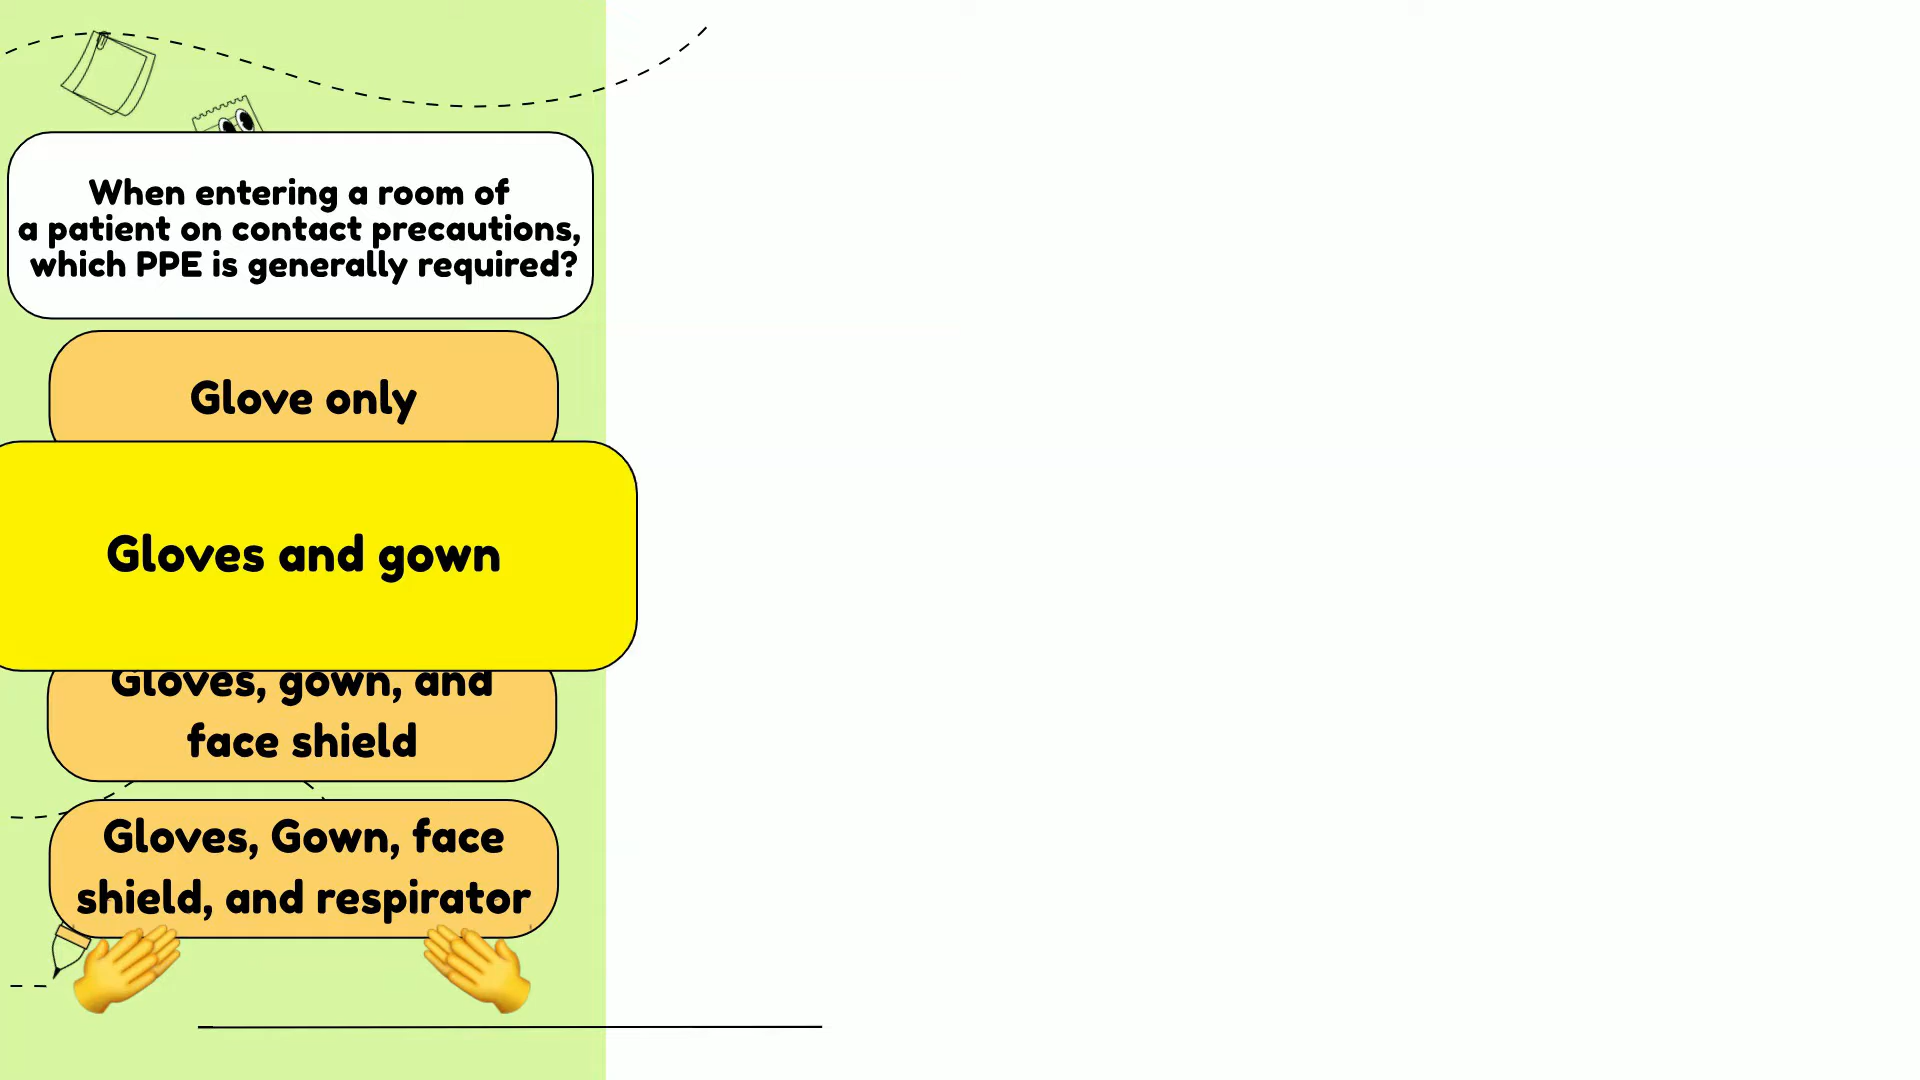 When entering a room of
a patient on contact precautions,
which PPE is generally required?
Glove only
Gloves and gown
Gloves, gown, and
face shield
Gloves, Gown, face
shield, and respirator